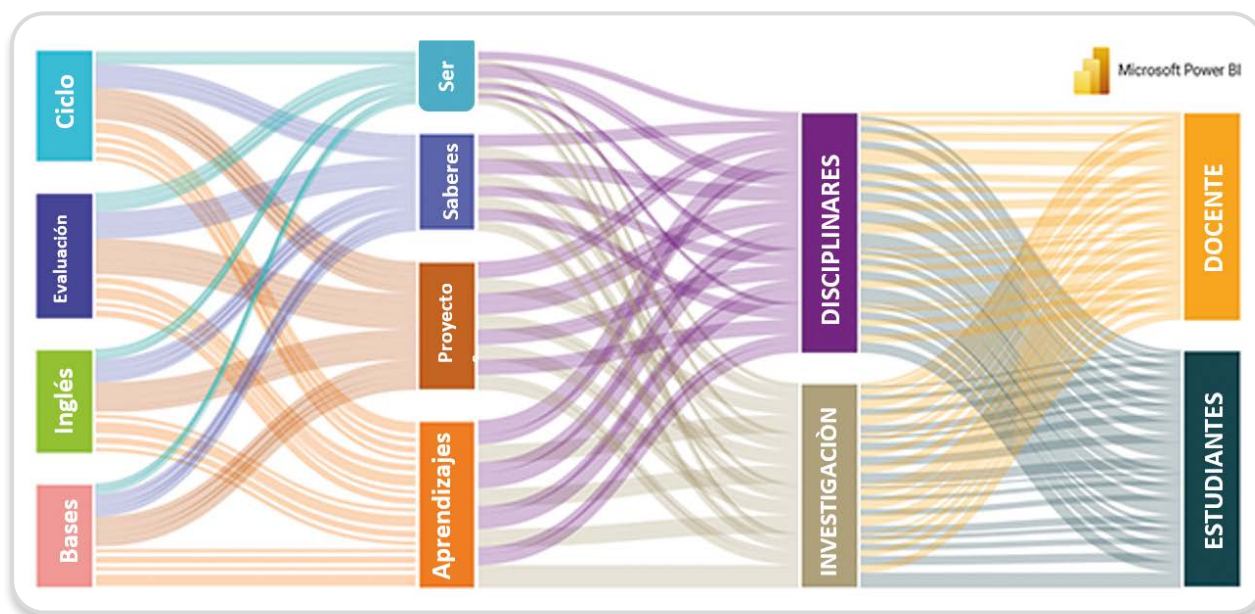 Ciclo
Evaluación
Inglés
Bases
Ser
Saberes
Proyecto
Aprendizajes
DISCIPLINARES
INVESTIGACIÒN
Microsoft Power BI
DOCENTE
ESTUDIANTES